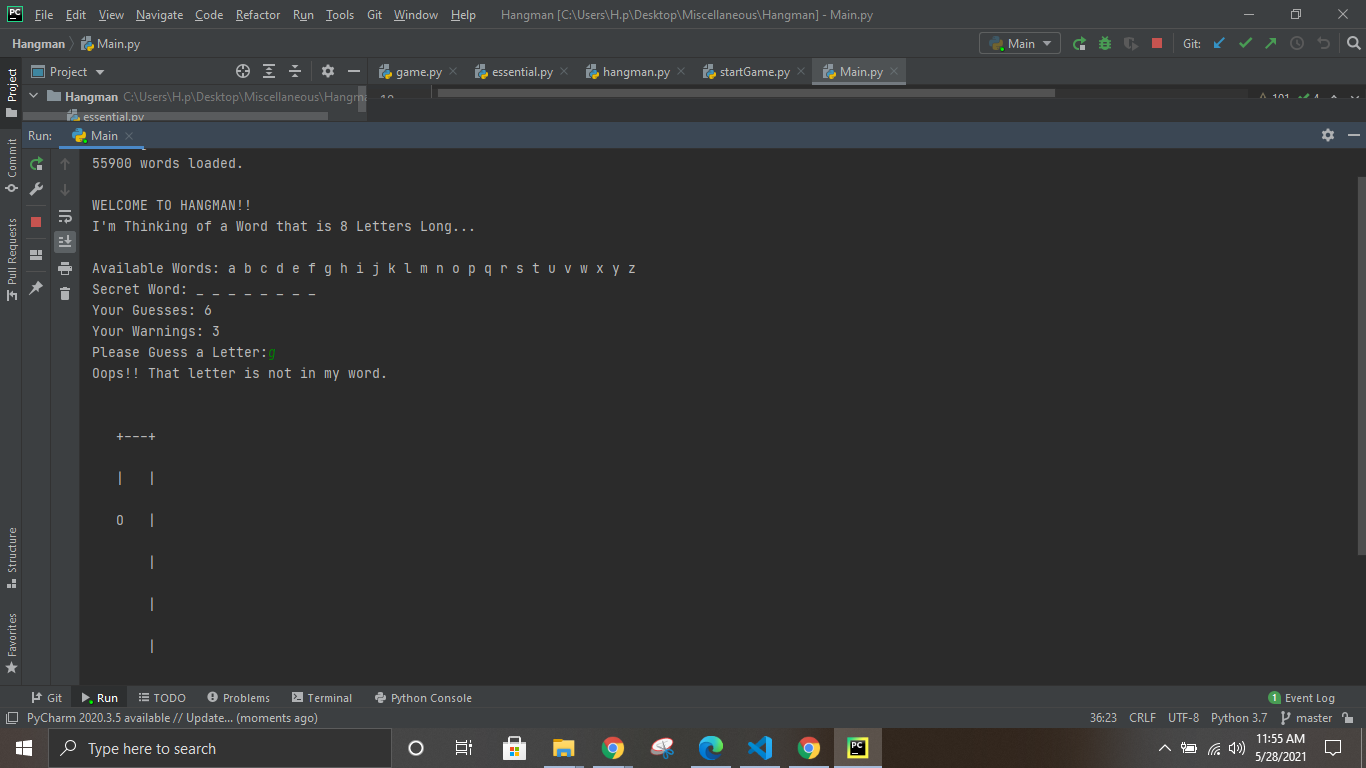 File Edit View Navigate Code Refactor Run Tools Git Window Help Hangman [C:\Users\H.p\Desktop\Miscellaneous\Hangman] - Main.py
Hangman Main.py Main Git:
Project game.py essential.py hangman.py startGame.py Main.py
Hangman C:\Users\H.p\Desktop\Miscellaneous\Hangma
essential.py
Run: Main
55900 words loaded.
WELCOME TO HANGMAN!!
I'm Thinking of a Word that is 8 Letters Long...
Available Words: a b c d e f g h i j k l m n o p q r s t u v w x y z
Secret Word: _ _ _ _ _ _ _ _
Your Guesses: 6
Your Warnings: 3
Please Guess a Letter:g
Oops!! That letter is not in my word.
+---+
|   |
O   |
|
|
|
Project
Commit
Pull Requests
Structure
Favorites
Git Run TODO Problems Terminal Python Console 1 Event Log
PyCharm 2020.3.5 available // Update... (moments ago) 36:23 CRLF UTF-8 Python 3.7 master
Type here to search
11:55 AM
5/28/2021